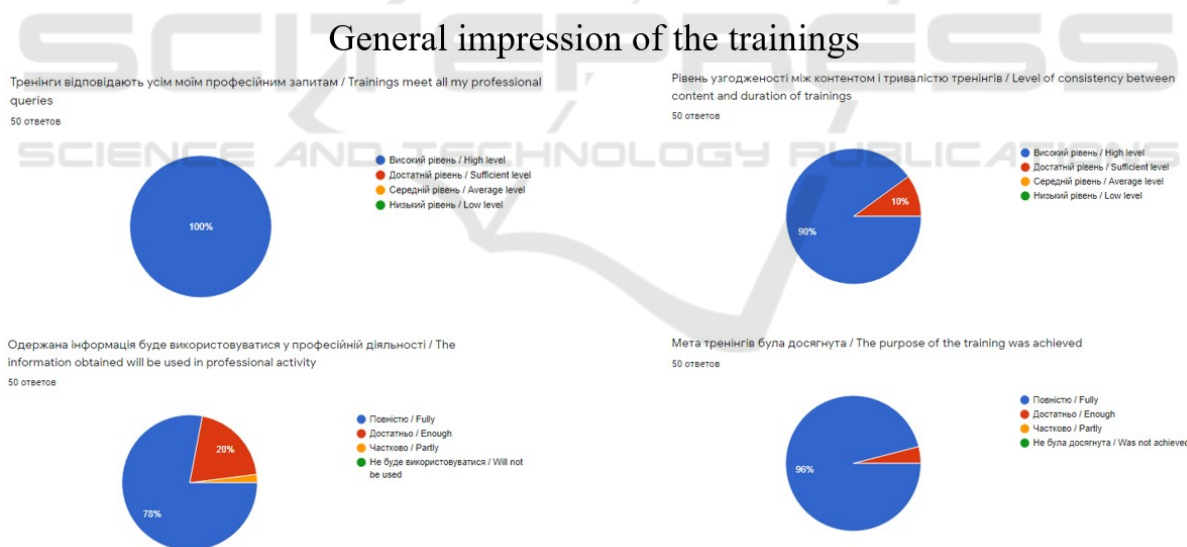 SCITEPRESS
SCIENCE AND TECHNOLOGY PUBLICATIONS
General impression of the trainings
Тренінги відповідають усім моїм професійним запитам / Trainings meet all my professional
queries
50 ответов
Високий рівень / High level
Достатній рівень / Sufficient level
Середній рівень / Average level
Низький рівень / Low level
100%
Рівень узгодженості між контентом і тривалістю тренінгів / Level of consistency between
content and duration of trainings
50 ответов
Високий рівень / High level
Достатній рівень / Sufficient level
Середній рівень / Average level
Низький рівень / Low level
10%
90%
Одержана інформація буде використовуватися у професійній діяльності / The
information obtained will be used in professional activity
50 ответов
Повністю / Fully
Достатньо / Enough
Частково / Partly
Не буде використовуватися / Will not
be used
20%
78%
Мета тренінгів була досягнута / The purpose of the training was achieved
50 ответов
Повністю / Fully
Достатньо / Enough
Частково / Partly
Не була досягнута / Was not achieved
96%